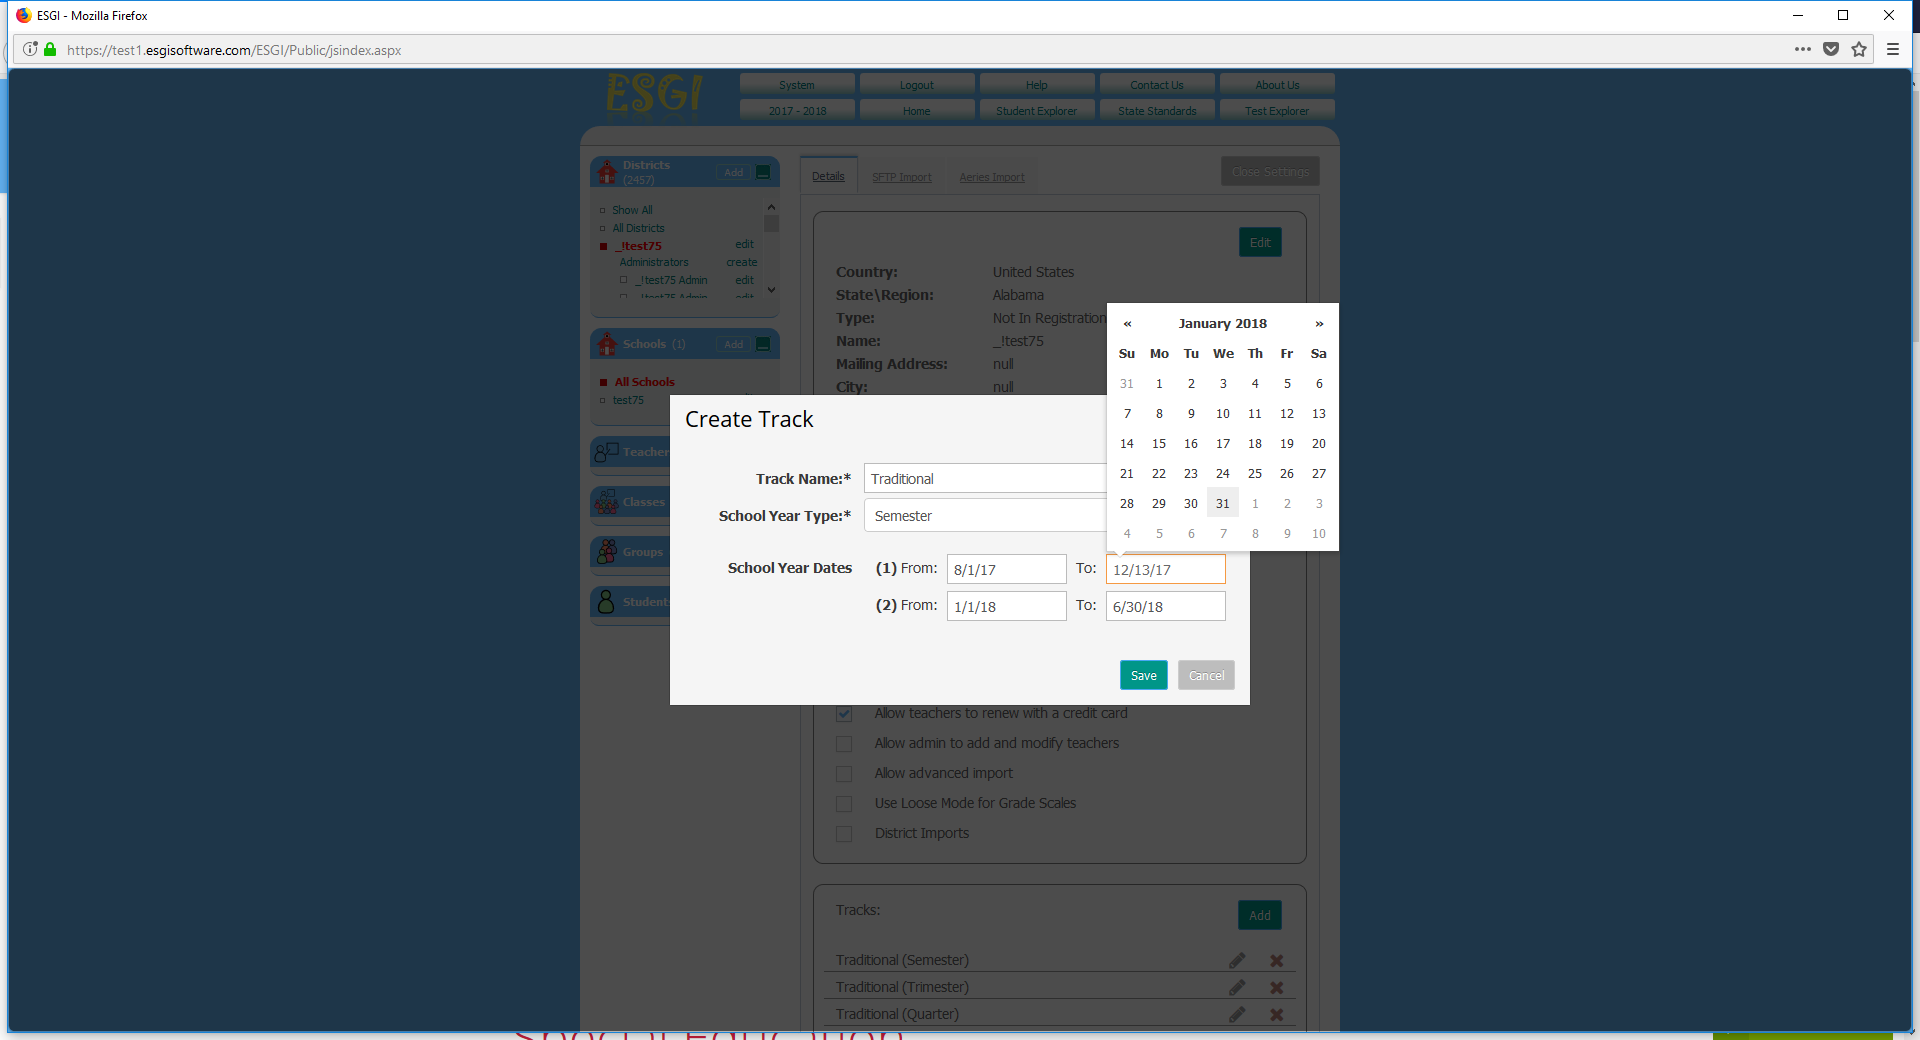 ESGI - Mozilla Firefox
https://test1.esgisoftware.com/ESGI/Public/jsindex.aspx
ESGI
System Logout Help Contact Us About Us
2017 - 2018 Home Student Explorer State Standards Test Explorer
Districts
(2457)
Add
Show All
All Districts
_!test75 edit
Administrators create
_!test75 Admin edit
_!test75 Admin edit
Schools (1) Add
All Schools
test75
Teacher
Classes
Groups
Students
Details SFTP Import Aeries Import Close Settings
Edit
Country: United States
State\Region: Alabama
Type: Not In Registration
Name: _!test75
Mailing Address: null
City: null
« January 2018 »
Su Mo Tu We Th Fr Sa
31 1 2 3 4 5 6
7 8 9 10 11 12 13
14 15 16 17 18 19 20
21 22 23 24 25 26 27
28 29 30 31 1 2 3
4 5 6 7 8 9 10
Create Track
Track Name:* Traditional
School Year Type:* Semester
School Year Dates (1) From: 8/1/17 To: 12/13/17
(2) From: 1/1/18 To: 6/30/18
Save Cancel
Allow teachers to renew with a credit card
Allow admin to add and modify teachers
Allow advanced import
Use Loose Mode for Grade Scales
District Imports
Tracks: Add
Traditional (Semester)
Traditional (Trimester)
Traditional (Quarter)
Special Education